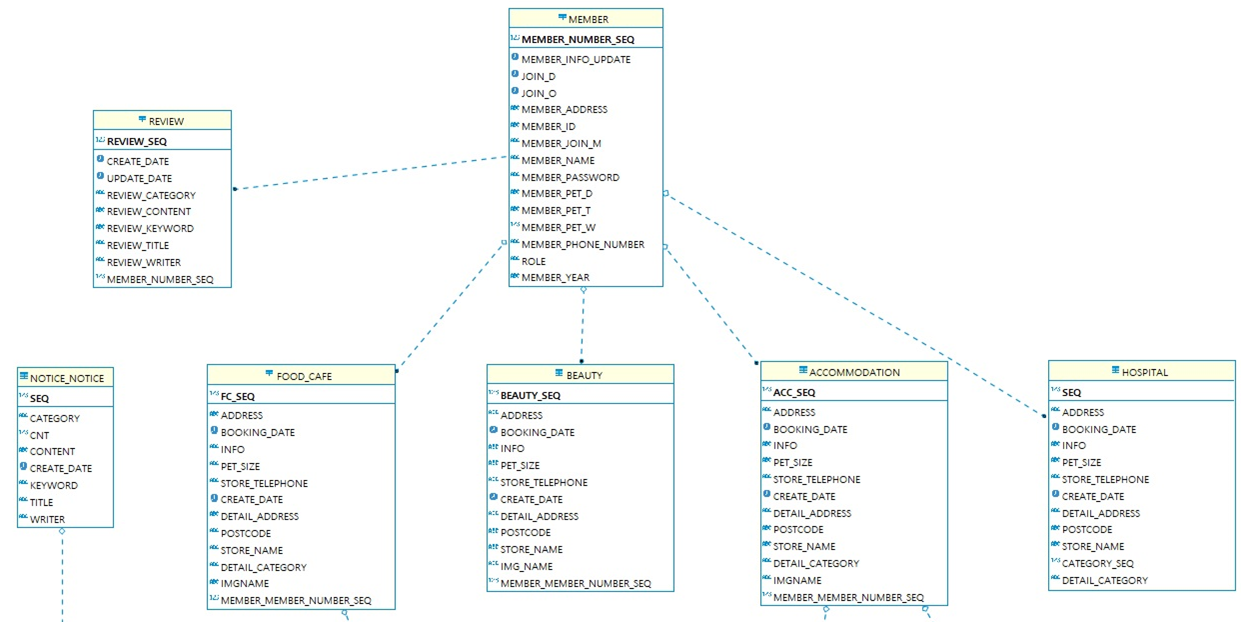 MEMBER
MEMBER_NUMBER_SEQ
MEMBER_INFO_UPDATE
JOIN_D
JOIN_O
MEMBER_ADDRESS
MEMBER_ID
MEMBER_JOIN_M
MEMBER_NAME
MEMBER_PASSWORD
MEMBER_PET_D
MEMBER_PET_T
MEMBER_PET_W
MEMBER_PHONE_NUMBER
ROLE
MEMBER_YEAR
REVIEW
REVIEW_SEQ
CREATE_DATE
UPDATE_DATE
REVIEW_CATEGORY
REVIEW_CONTENT
REVIEW_KEYWORD
REVIEW_TITLE
REVIEW_WRITER
MEMBER_NUMBER_SEQ
NOTICE_NOTICE
SEQ
CATEGORY
CNT
CONTENT
CREATE_DATE
KEYWORD
TITLE
WRITER
FOOD_CAFE
FC_SEQ
ADDRESS
BOOKING_DATE
INFO
PET_SIZE
STORE_TELEPHONE
CREATE_DATE
DETAIL_ADDRESS
POSTCODE
STORE_NAME
DETAIL_CATEGORY
IMGNAME
MEMBER_MEMBER_NUMBER_SEQ
BEAUTY
BEAUTY_SEQ
ADDRESS
BOOKING_DATE
INFO
PET_SIZE
STORE_TELEPHONE
CREATE_DATE
DETAIL_ADDRESS
POSTCODE
STORE_NAME
IMG_NAME
MEMBER_MEMBER_NUMBER_SEQ
ACCOMMODATION
ACC_SEQ
ADDRESS
BOOKING_DATE
INFO
PET_SIZE
STORE_TELEPHONE
CREATE_DATE
DETAIL_ADDRESS
POSTCODE
STORE_NAME
DETAIL_CATEGORY
IMGNAME
MEMBER_MEMBER_NUMBER_SEQ
HOSPITAL
SEQ
ADDRESS
BOOKING_DATE
INFO
PET_SIZE
STORE_TELEPHONE
CREATE_DATE
DETAIL_ADDRESS
POSTCODE
STORE_NAME
CATEGORY_SEQ
DETAIL_CATEGORY